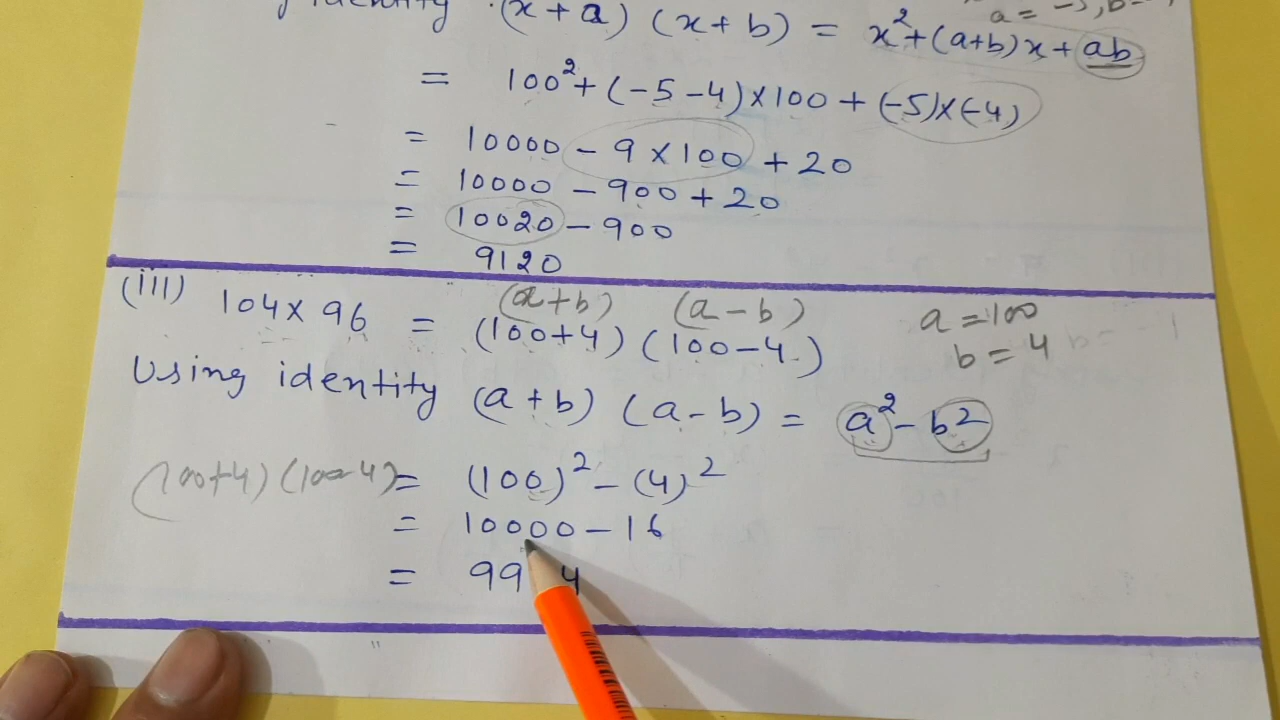 identity (x+a) (x+b) = x²+(a+b)x+ab
= 100²+(-5-4)×100+(-5)×(-4)
= 10000-9×100+20
= 10000-900+20
= 10020-900
= 9120
(a+b) (a-b) a=100
(iii) 104×96 = (100+4)(100-4) b=4
Using identity (a+b) (a-b) = a²-b²
(100+4)(100-4)= (100)²-(4)²
= 10000-16
= 99 4